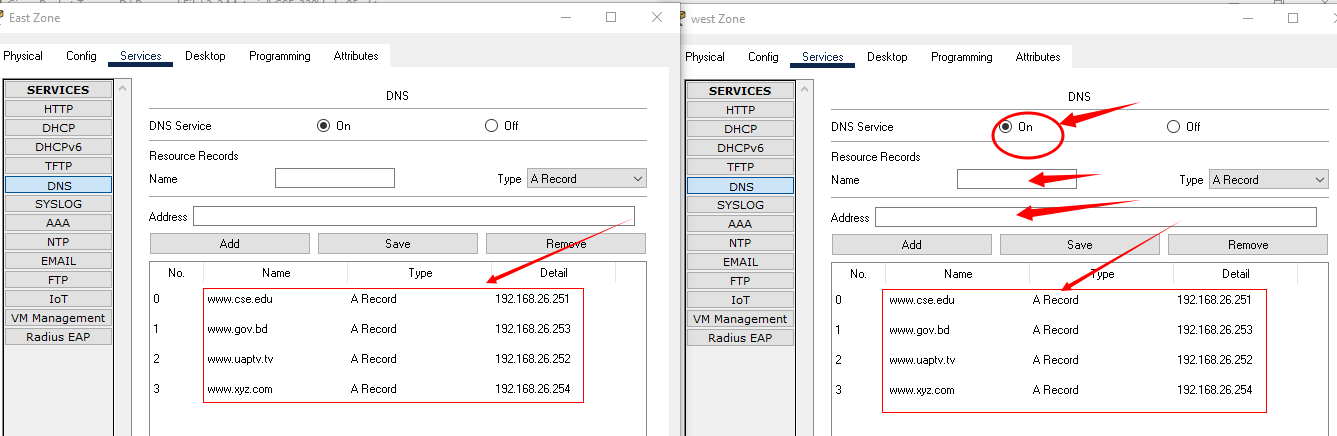 East Zone
Physical Config Services Desktop Programming Attributes
SERVICES
HTTP
DHCP
DHCPv6
TFTP
DNS
SYSLOG
AAA
NTP
EMAIL
FTP
IoT
VM Management
Radius EAP
DNS
DNS Service On Off
Resource Records
Name Type A Record
Address
Add Save Remove
No. Name Type Detail
0 www.cse.edu A Record 192.168.26.251
1 www.gov.bd A Record 192.168.26.253
2 www.uaptv.tv A Record 192.168.26.252
3 www.xyz.com A Record 192.168.26.254
west Zone
Physical Config Services Desktop Programming Attributes
SERVICES
HTTP
DHCP
DHCPv6
TFTP
DNS
SYSLOG
AAA
NTP
EMAIL
FTP
IoT
VM Management
Radius EAP
DNS
DNS Service On Off
Resource Records
Name Type A Record
Address
Add Save Remove
No. Name Type Detail
0 www.cse.edu A Record 192.168.26.251
1 www.gov.bd A Record 192.168.26.253
2 www.uaptv.tv A Record 192.168.26.252
3 www.xyz.com A Record 192.168.26.254